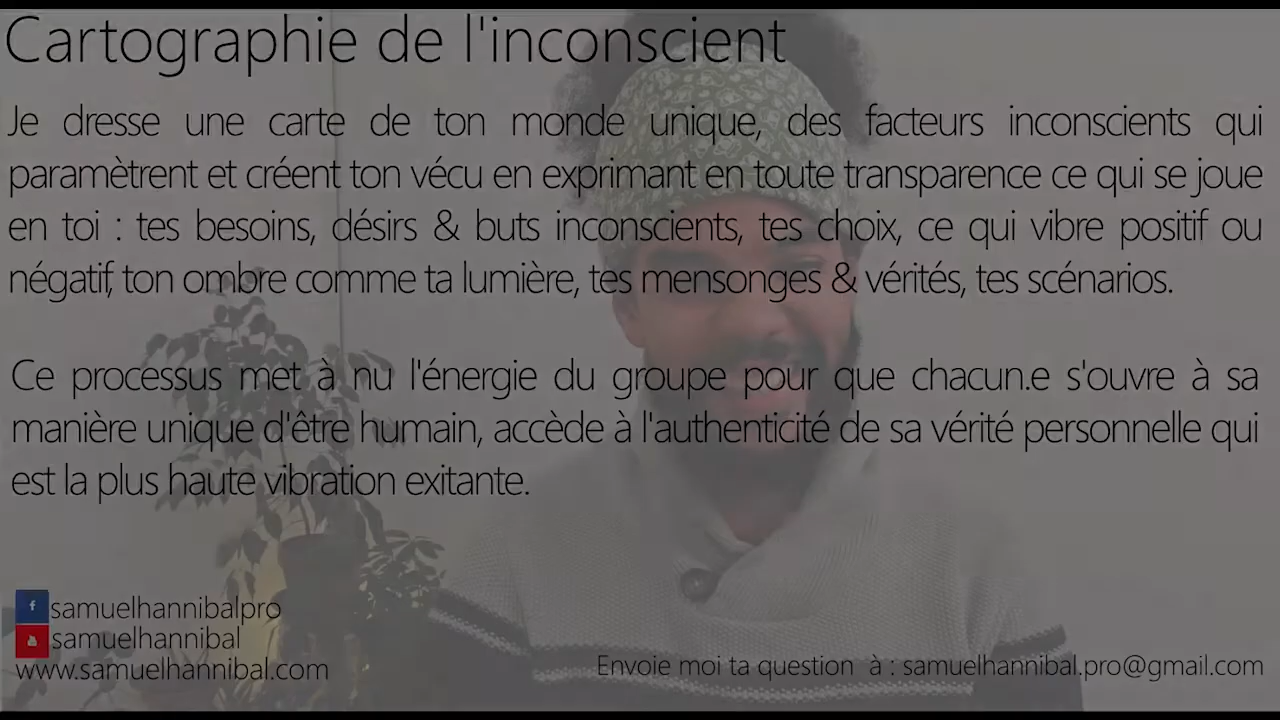 Cartographie de l'inconscient
Je dresse une carte de ton monde unique, des facteurs inconscients qui
paramètrent et créent ton vécu en exprimant en toute transparence ce qui se joue
en toi : tes besoins, désirs & buts inconscients, tes choix, ce qui vibre positif ou
négatif, ton ombre comme ta lumière, tes mensonges & vérités, tes scénarios.
Ce processus met à nu l'énergie du groupe pour que chacun.e s'ouvre à sa
manière unique d'être humain, accède à l'authenticité de sa vérité personnelle qui
est la plus haute vibration exitante.
f samuelhannibalpro
samuelhannibal
www.samuelhannibal.com
Envoie moi ta question à : samuelhannibal.pro@gmail.com